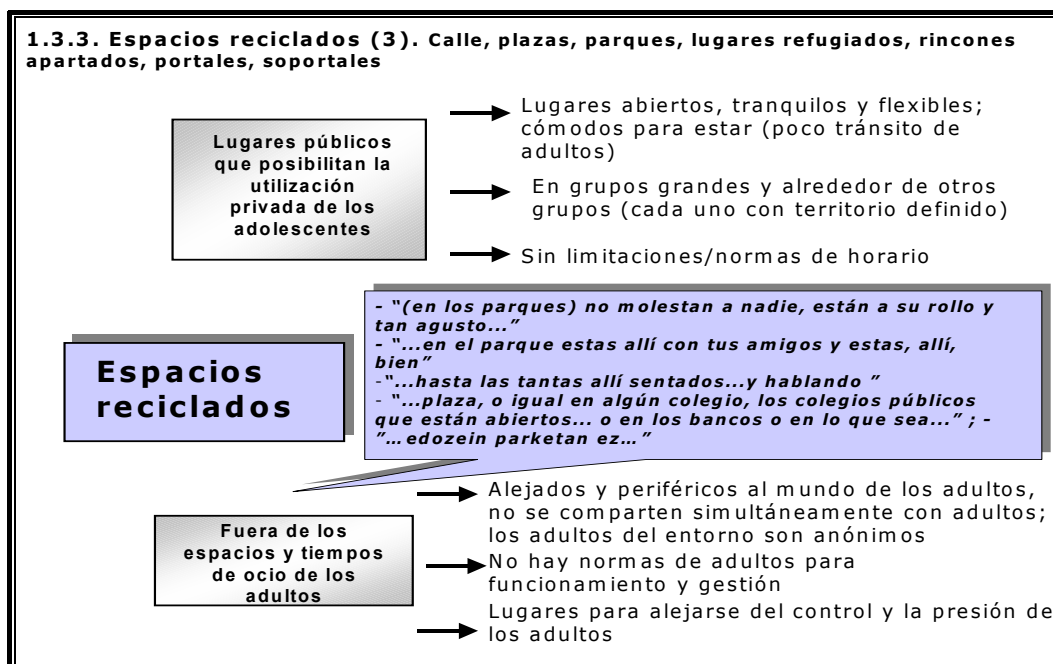 1.3.3. Espacios reciclados (3). Calle, plazas, parques, lugares refugiados, rincones
apartados, portales, soportales
Lugares públicos
que posibilitan la
utilización
privada de los
adolescentes
Lugares abiertos, tranquilos y flexibles;
cómodos para estar (poco tránsito de
adultos)
En grupos grandes y alrededor de otros
grupos (cada uno con territorio definido)
Sin limitaciones/normas de horario
- “(en los parques) no molestan a nadie, están a su rollo y
tan agusto...”
- “...en el parque estas allí con tus amigos y estas, allí,
bien”
-“...hasta las tantas allí sentados...y hablando ”
- “...plaza, o igual en algún colegio, los colegios públicos
que están abiertos... o en los bancos o en lo que sea...” ; -
”…edozein parketan ez…”
Espacios
reciclados
Fuera de los
espacios y tiempos
de ocio de los
adultos
Alejados y periféricos al mundo de los adultos,
no se comparten simultáneamente con adultos;
los adultos del entorno son anónimos
No hay normas de adultos para
funcionamiento y gestión
Lugares para alejarse del control y la presión de
los adultos